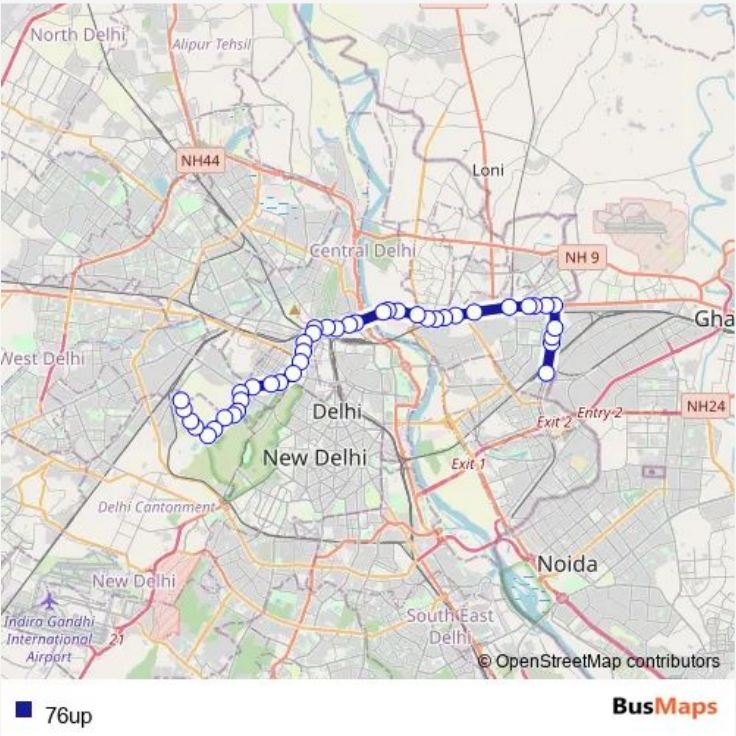 North Delhi
Alipur Tehsil
NH44
Loni
Central Delhi
NH 9
Gha
West Delhi
Delhi
NH24
Entry 2
Exit 2
New Delhi
Exit 1
Delhi Cantonment
Noida
New Delhi
Indira Gandhi
International
Airport
21
South East
Delhi
© OpenStreetMap contributors
76up
BusMaps